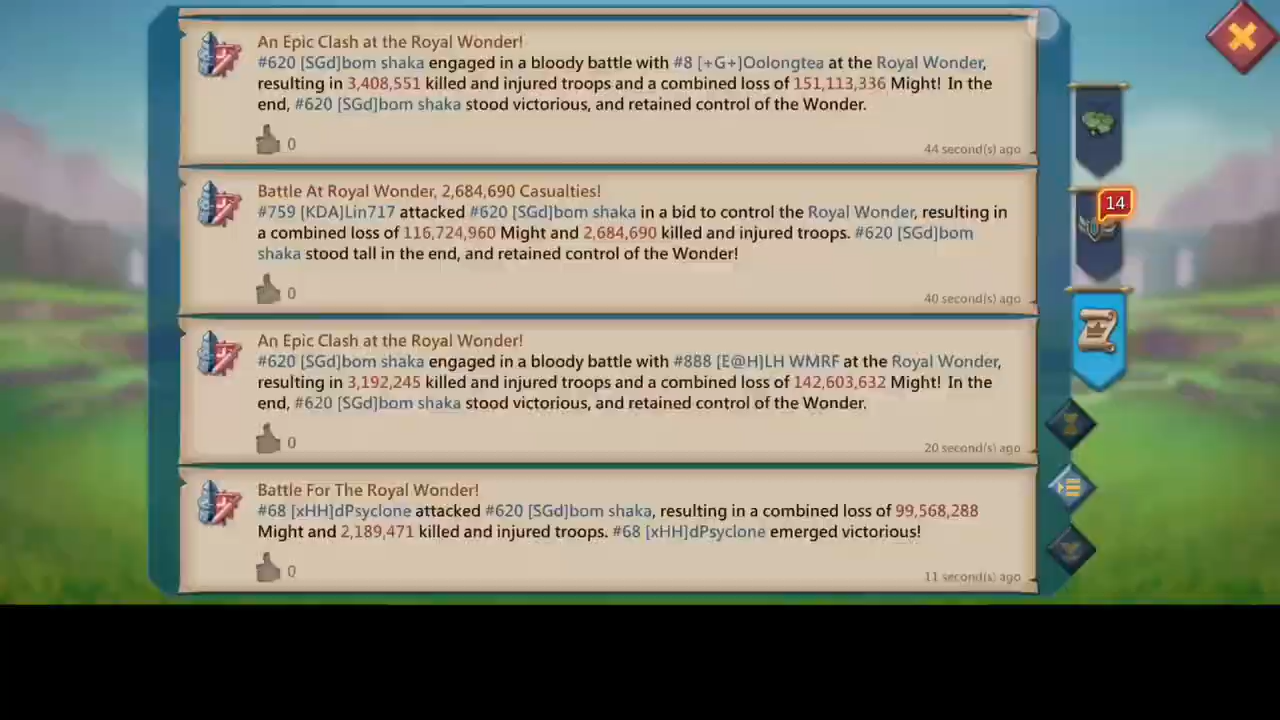 An Epic Clash at the Royal Wonder!
#620 [SGd]bom shaka engaged in a bloody battle with #8 [+G+]Oolongtea at the Royal Wonder,
resulting in 3,408,551 killed and injured troops and a combined loss of 151,113,336 Might! In the
end, #620 [SGd]bom shaka stood victorious, and retained control of the Wonder.
0
44 second(s) ago
14
Battle At Royal Wonder, 2,684,690 Casualties!
#759 [KDA]Lin717 attacked #620 [SGd]bom shaka in a bid to control the Royal Wonder, resulting in
a combined loss of 116,724,960 Might and 2,684,690 killed and injured troops. #620 [SGd]bom
shaka stood tall in the end, and retained control of the Wonder!
0
40 second(s) ago
An Epic Clash at the Royal Wonder!
#620 [SGd]bom shaka engaged in a bloody battle with #888 [E@H]LH WMRF at the Royal Wonder,
resulting in 3,192,245 killed and injured troops and a combined loss of 142,603,632 Might! In the
end, #620 [SGd]bom shaka stood victorious, and retained control of the Wonder.
0
20 second(s) ago
Battle For The Royal Wonder!
#68 [xHH]dPsyclone attacked #620 [SGd]bom shaka, resulting in a combined loss of 99,568,288
Might and 2,189,471 killed and injured troops. #68 [xHH]dPsyclone emerged victorious!
0
11 second(s) ago